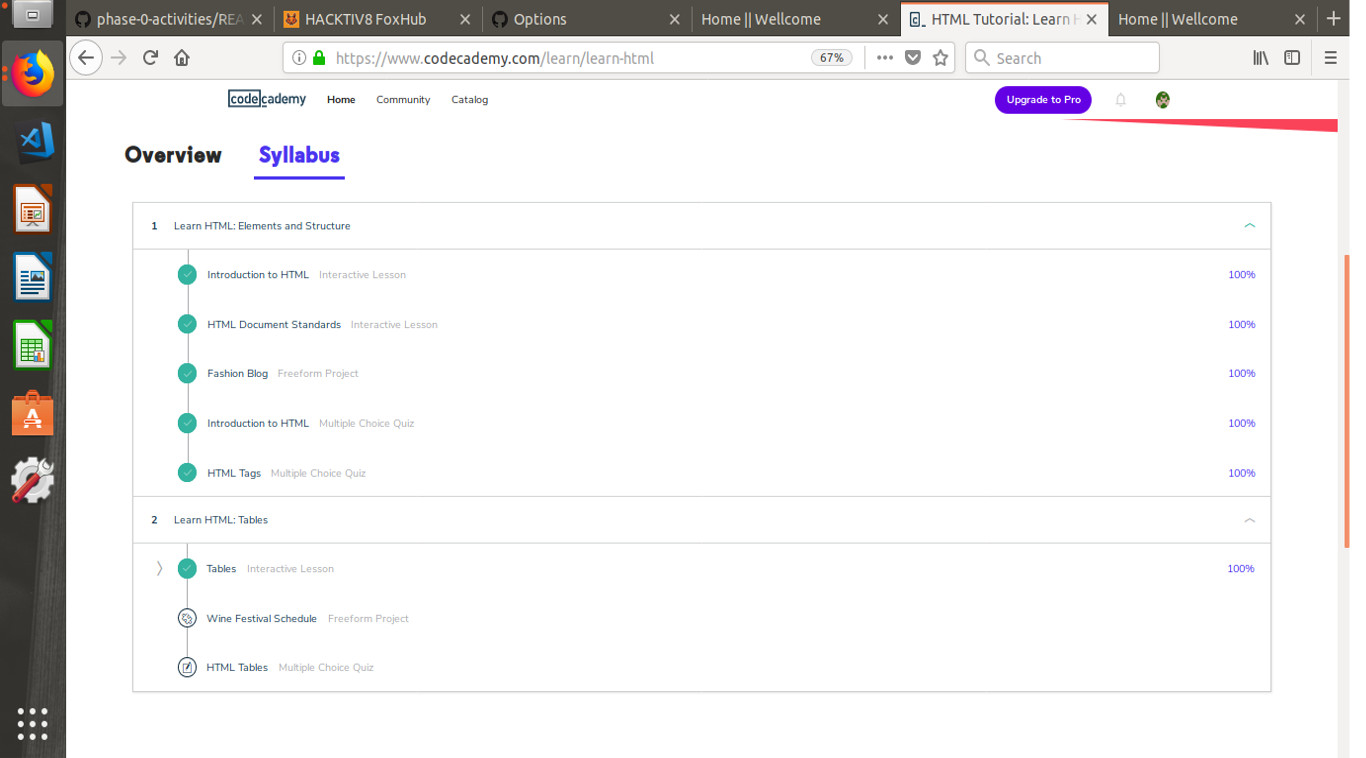 phase-0-activities/REA
HACKTIV8 FoxHub
Options
Home || Wellcome
HTML Tutorial: Learn H
Home || Wellcome
https://www.codecademy.com/learn/learn-html
67%
Search
codecademy
Home
Community
Catalog
Upgrade to Pro
Overview
Syllabus
1 Learn HTML: Elements and Structure
Introduction to HTML Interactive Lesson 100%
HTML Document Standards Interactive Lesson 100%
Fashion Blog Freeform Project 100%
Introduction to HTML Multiple Choice Quiz 100%
HTML Tags Multiple Choice Quiz 100%
2 Learn HTML: Tables
Tables Interactive Lesson 100%
Wine Festival Schedule Freeform Project
HTML Tables Multiple Choice Quiz